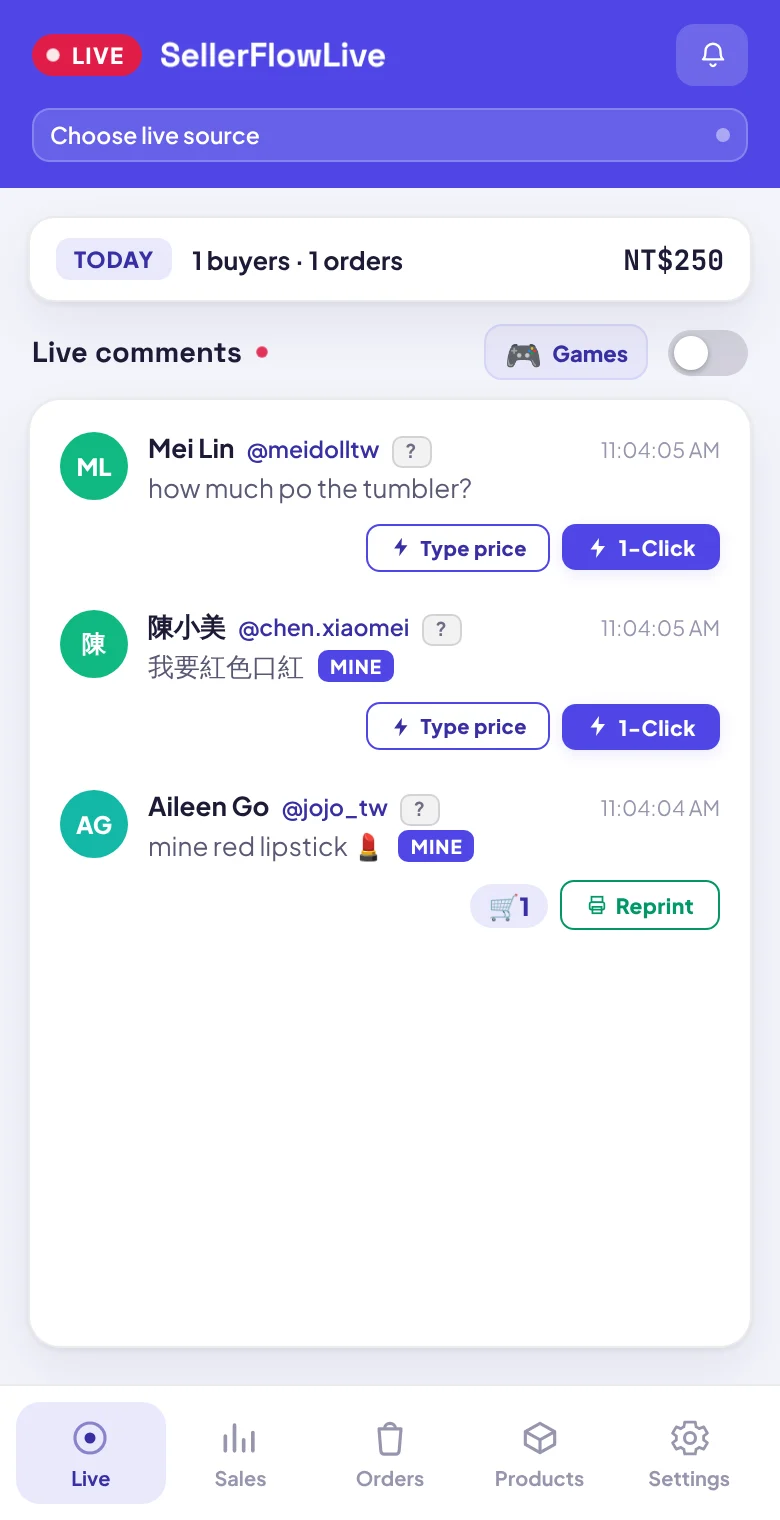 LIVE SellerFlowLive
Choose live source
TODAY 1 buyers · 1 orders NT$250
Live comments 🎮 Games
ML Mei Lin @meidolltw ? 11:04:05 AM
how much po the tumbler?
Type price 1-Click
陳 陳小美 @chen.xiaomei ? 11:04:05 AM
我要紅色口紅 MINE
Type price 1-Click
AG Aileen Go @jojo_tw ? 11:04:04 AM
mine red lipstick 💄 MINE
🛒1 Reprint
Live Sales Orders Products Settings